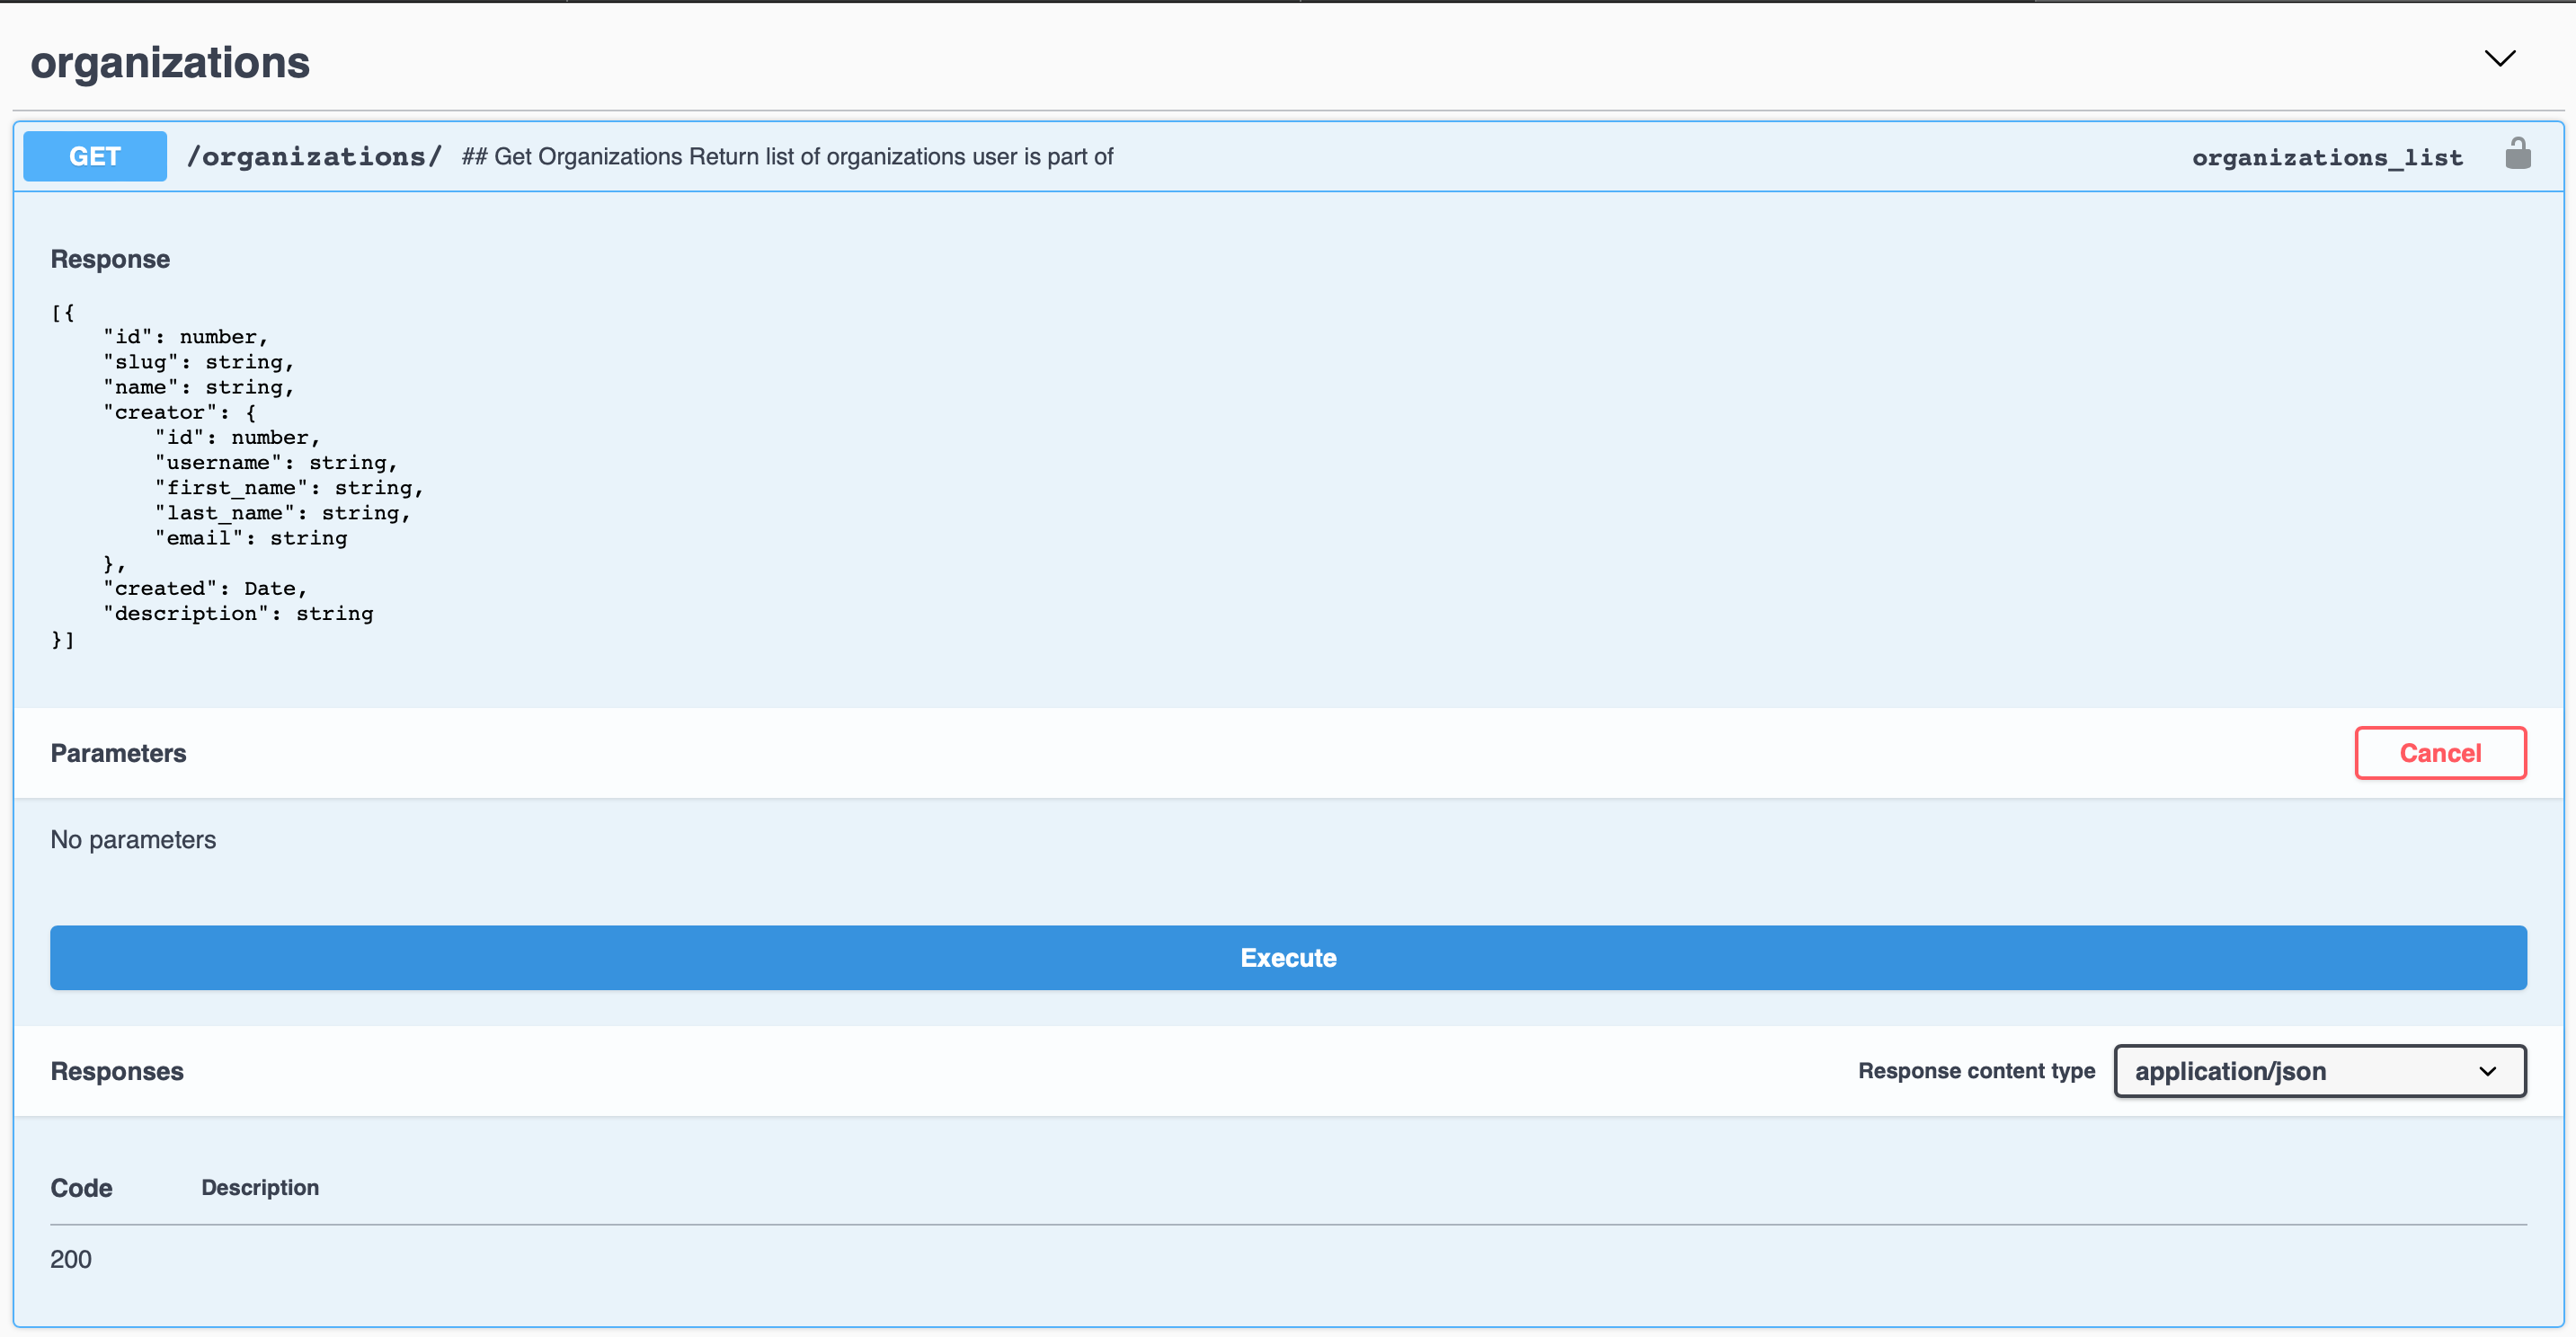 organizations
GET /organizations/ ## Get Organizations Return list of organizations user is part of organizations_list
Response
[{
    "id": number,
    "slug": string,
    "name": string,
    "creator": {
        "id": number,
        "username": string,
        "first_name": string,
        "last_name": string,
        "email": string
    },
    "created": Date,
    "description": string
}]
Parameters Cancel
No parameters
Execute
Responses Response content type application/json
Code Description
200